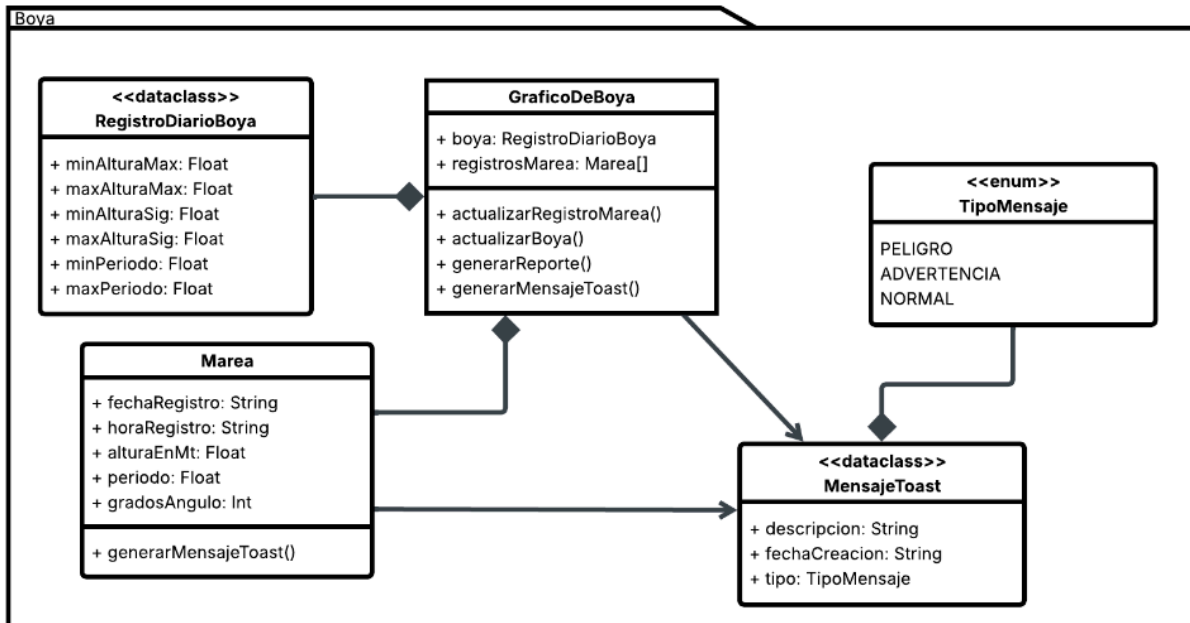 Boya
<<dataclass>>
RegistroDiarioBoya
+ minAlturaMax: Float
+ maxAlturaMax: Float
+ minAlturaSig: Float
+ maxAlturaSig: Float
+ minPeriodo: Float
+ maxPeriodo: Float
GraficoDeBoya
+ boya: RegistroDiarioBoya
+ registrosMarea: Marea[]
+ actualizarRegistroMarea()
+ actualizarBoya()
+ generarReporte()
+ generarMensajeToast()
<<enum>>
TipoMensaje
PELIGRO
ADVERTENCIA
NORMAL
Marea
+ fechaRegistro: String
+ horaRegistro: String
+ alturaEnMt: Float
+ periodo: Float
+ gradosAngulo: Int
+ generarMensajeToast()
<<dataclass>>
MensajeToast
+ descripcion: String
+ fechaCreacion: String
+ tipo: TipoMensaje